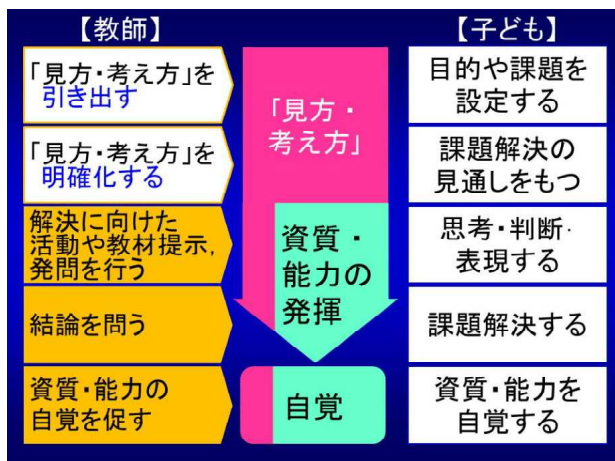 【教師】
「見方・考え方」を
引き出す
「見方・考え方」を
明確化する
解決に向けた
活動や教材提示,
発問を行う
結論を問う
資質・能力の
自覚を促す
「見方・
考え方」
資質・
能力の
発揮
自覚
【子ども】
目的や課題を
設定する
課題解決の
見通しをもつ
思考・判断・
表現する
課題解決する
資質・能力を
自覚する